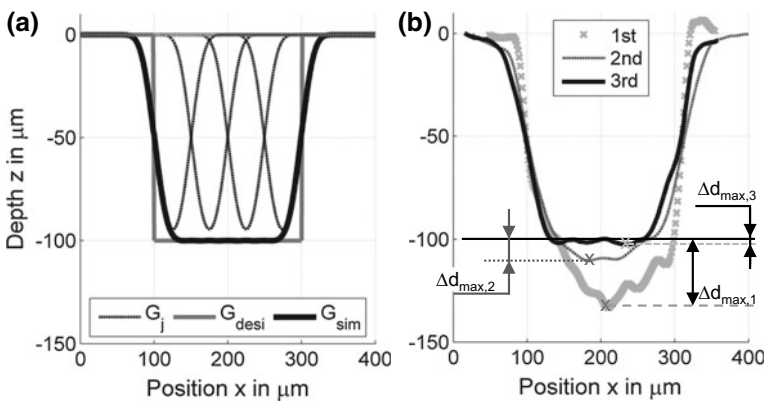 (a)
0
-50
-100
-150
Depth z in μm
G_j G_desi G_sim
0 100 200 300 400
Position x in μm
(b)
0
-50
-100
-150
1st
2nd
3rd
Δd_max,3
Δd_max,2
Δd_max,1
0 100 200 300 400
Position x in μm